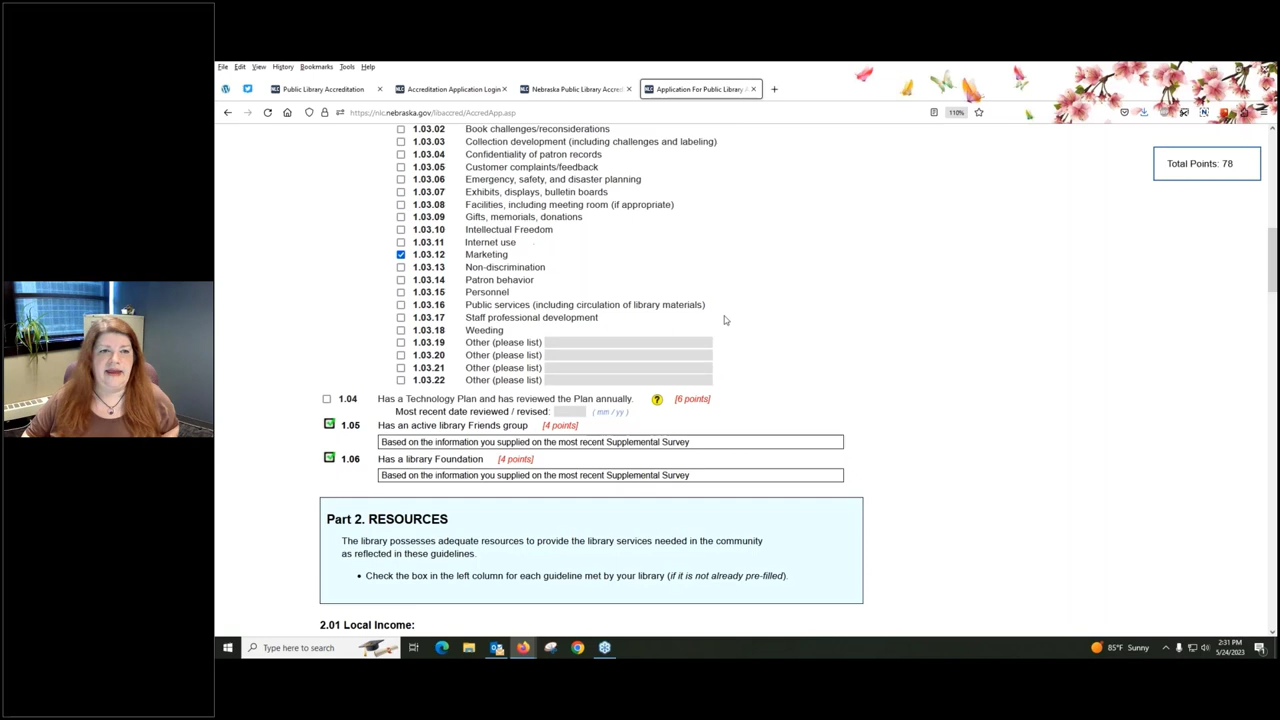 File Edit View History Bookmarks Tools Help
Public Library Accreditation
Accreditation Application Login
Nebraska Public Library Accred
Application For Public Library A
https://nlc.nebraska.gov/libaccred/AccredApp.asp
110%
Total Points: 78
1.03.02 Book challenges/reconsiderations
1.03.03 Collection development (including challenges and labeling)
1.03.04 Confidentiality of patron records
1.03.05 Customer complaints/feedback
1.03.06 Emergency, safety, and disaster planning
1.03.07 Exhibits, displays, bulletin boards
1.03.08 Facilities, including meeting room (if appropriate)
1.03.09 Gifts, memorials, donations
1.03.10 Intellectual Freedom
1.03.11 Internet use
1.03.12 Marketing
1.03.13 Non-discrimination
1.03.14 Patron behavior
1.03.15 Personnel
1.03.16 Public services (including circulation of library materials)
1.03.17 Staff professional development
1.03.18 Weeding
1.03.19 Other (please list)
1.03.20 Other (please list)
1.03.21 Other (please list)
1.03.22 Other (please list)
1.04 Has a Technology Plan and has reviewed the Plan annually. ? [6 points]
Most recent date reviewed / revised: ( mm / yy )
1.05 Has an active library Friends group [4 points]
Based on the information you supplied on the most recent Supplemental Survey
1.06 Has a library Foundation [4 points]
Based on the information you supplied on the most recent Supplemental Survey
Part 2. RESOURCES
The library possesses adequate resources to provide the library services needed in the community
as reflected in these guidelines.
• Check the box in the left column for each guideline met by your library (if it is not already pre-filled).
2.01 Local Income:
Type here to search
85°F Sunny
2:31 PM
5/24/2023